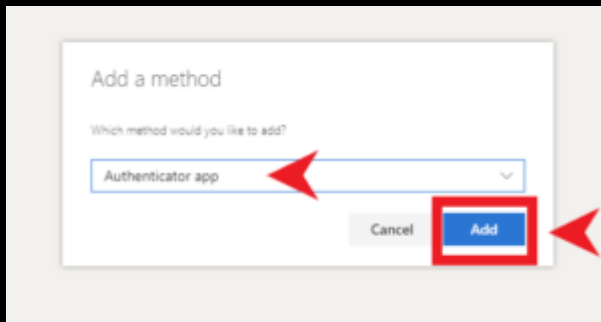 Add a method
Which method would you like to add?
Authenticator app
Cancel
Add